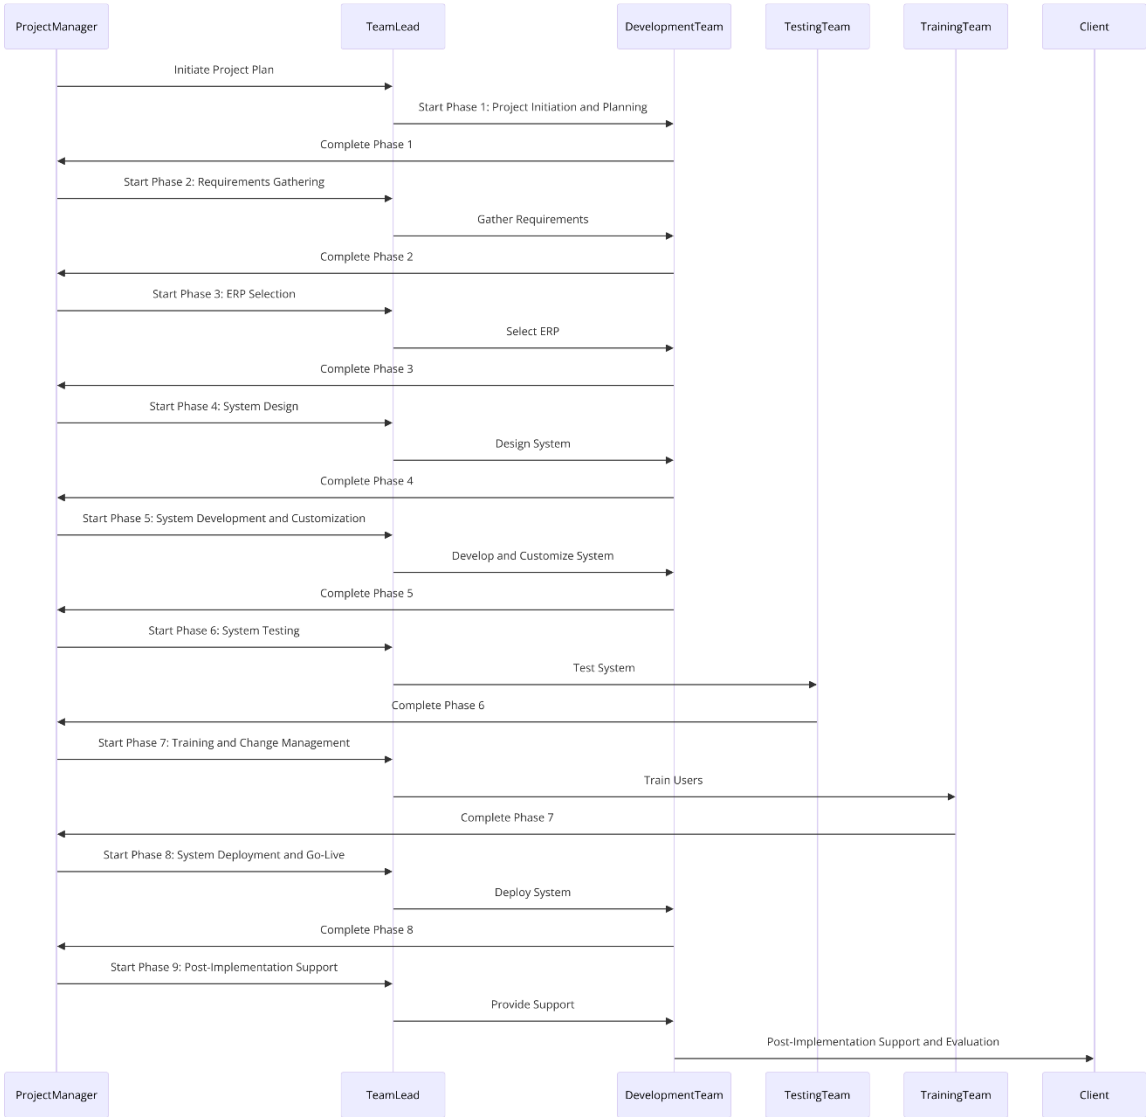 ProjectManager
TeamLead
DevelopmentTeam
TestingTeam
TrainingTeam
Client
Initiate Project Plan
Start Phase 1: Project Initiation and Planning
Complete Phase 1
Start Phase 2: Requirements Gathering
Gather Requirements
Complete Phase 2
Start Phase 3: ERP Selection
Select ERP
Complete Phase 3
Start Phase 4: System Design
Design System
Complete Phase 4
Start Phase 5: System Development and Customization
Develop and Customize System
Complete Phase 5
Start Phase 6: System Testing
Test System
Complete Phase 6
Start Phase 7: Training and Change Management
Train Users
Complete Phase 7
Start Phase 8: System Deployment and Go-Live
Deploy System
Complete Phase 8
Start Phase 9: Post-Implementation Support
Provide Support
Post-Implementation Support and Evaluation
ProjectManager
TeamLead
DevelopmentTeam
TestingTeam
TrainingTeam
Client